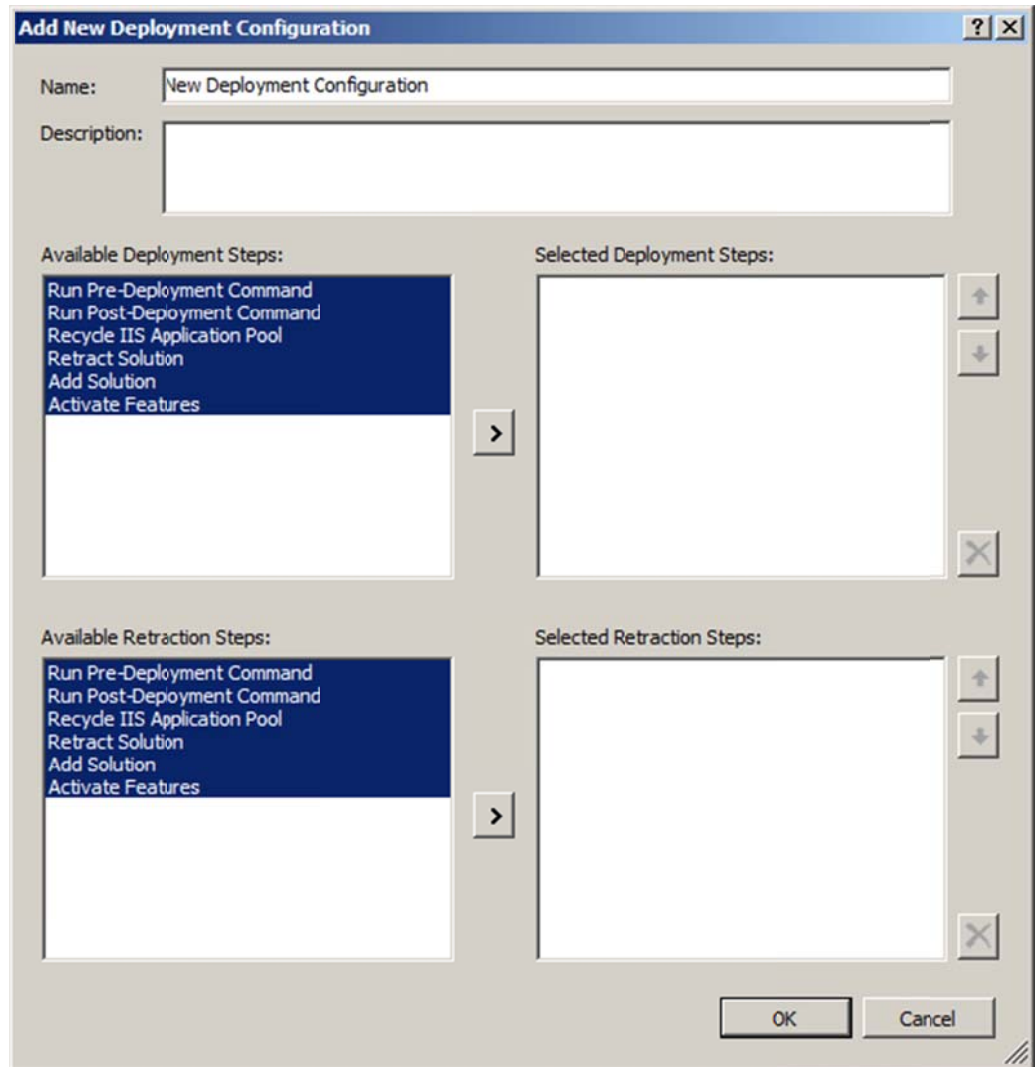 Add New Deployment Configuration
Name: New Deployment Configuration
Description:
Available Deployment Steps:
Run Pre-Deployment Command
Run Post-Deployment Command
Recycle IIS Application Pool
Retract Solution
Add Solution
Activate Features
>
Selected Deployment Steps:
Available Retraction Steps:
Run Pre-Deployment Command
Run Post-Deployment Command
Recycle IIS Application Pool
Retract Solution
Add Solution
Activate Features
>
Selected Retraction Steps:
OK
Cancel